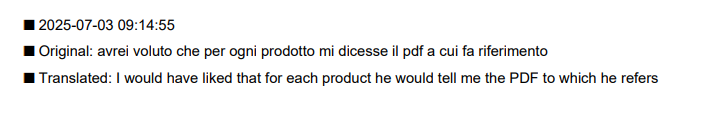 ■ 2025-07-03 09:14:55
■ Original: avrei voluto che per ogni prodotto mi dicesse il pdf a cui fa riferimento
■ Translated: I would have liked that for each product he would tell me the PDF to which he refers